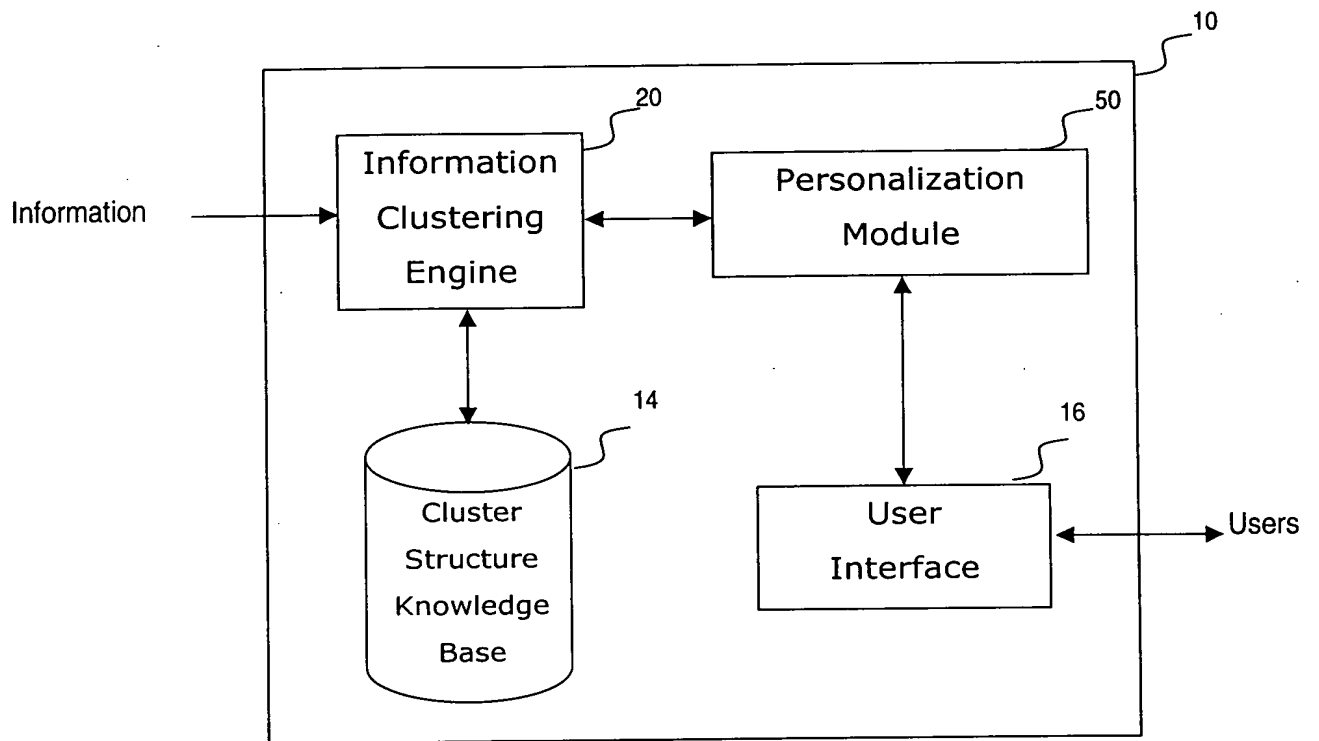 10
20
50
Information
Clustering
Engine
Personalization
Module
Information
14
16
Cluster
Structure
Knowledge
Base
User
Interface
Users